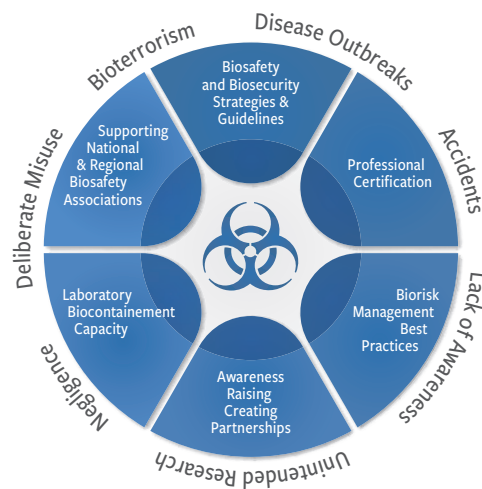 Bioterrorism
Disease Outbreaks
Accidents
Lack of Awareness
Unintended Research
Negligence
Deliberate Misuse
Biosafety
and Biosecurity
Strategies &
Guidelines
Professional
Certification
Biorisk
Management
Best
Practices
Awareness
Raising
Creating
Partnerships
Laboratory
Biocontainement
Capacity
Supporting
National
& Regional
Biosafety
Associations